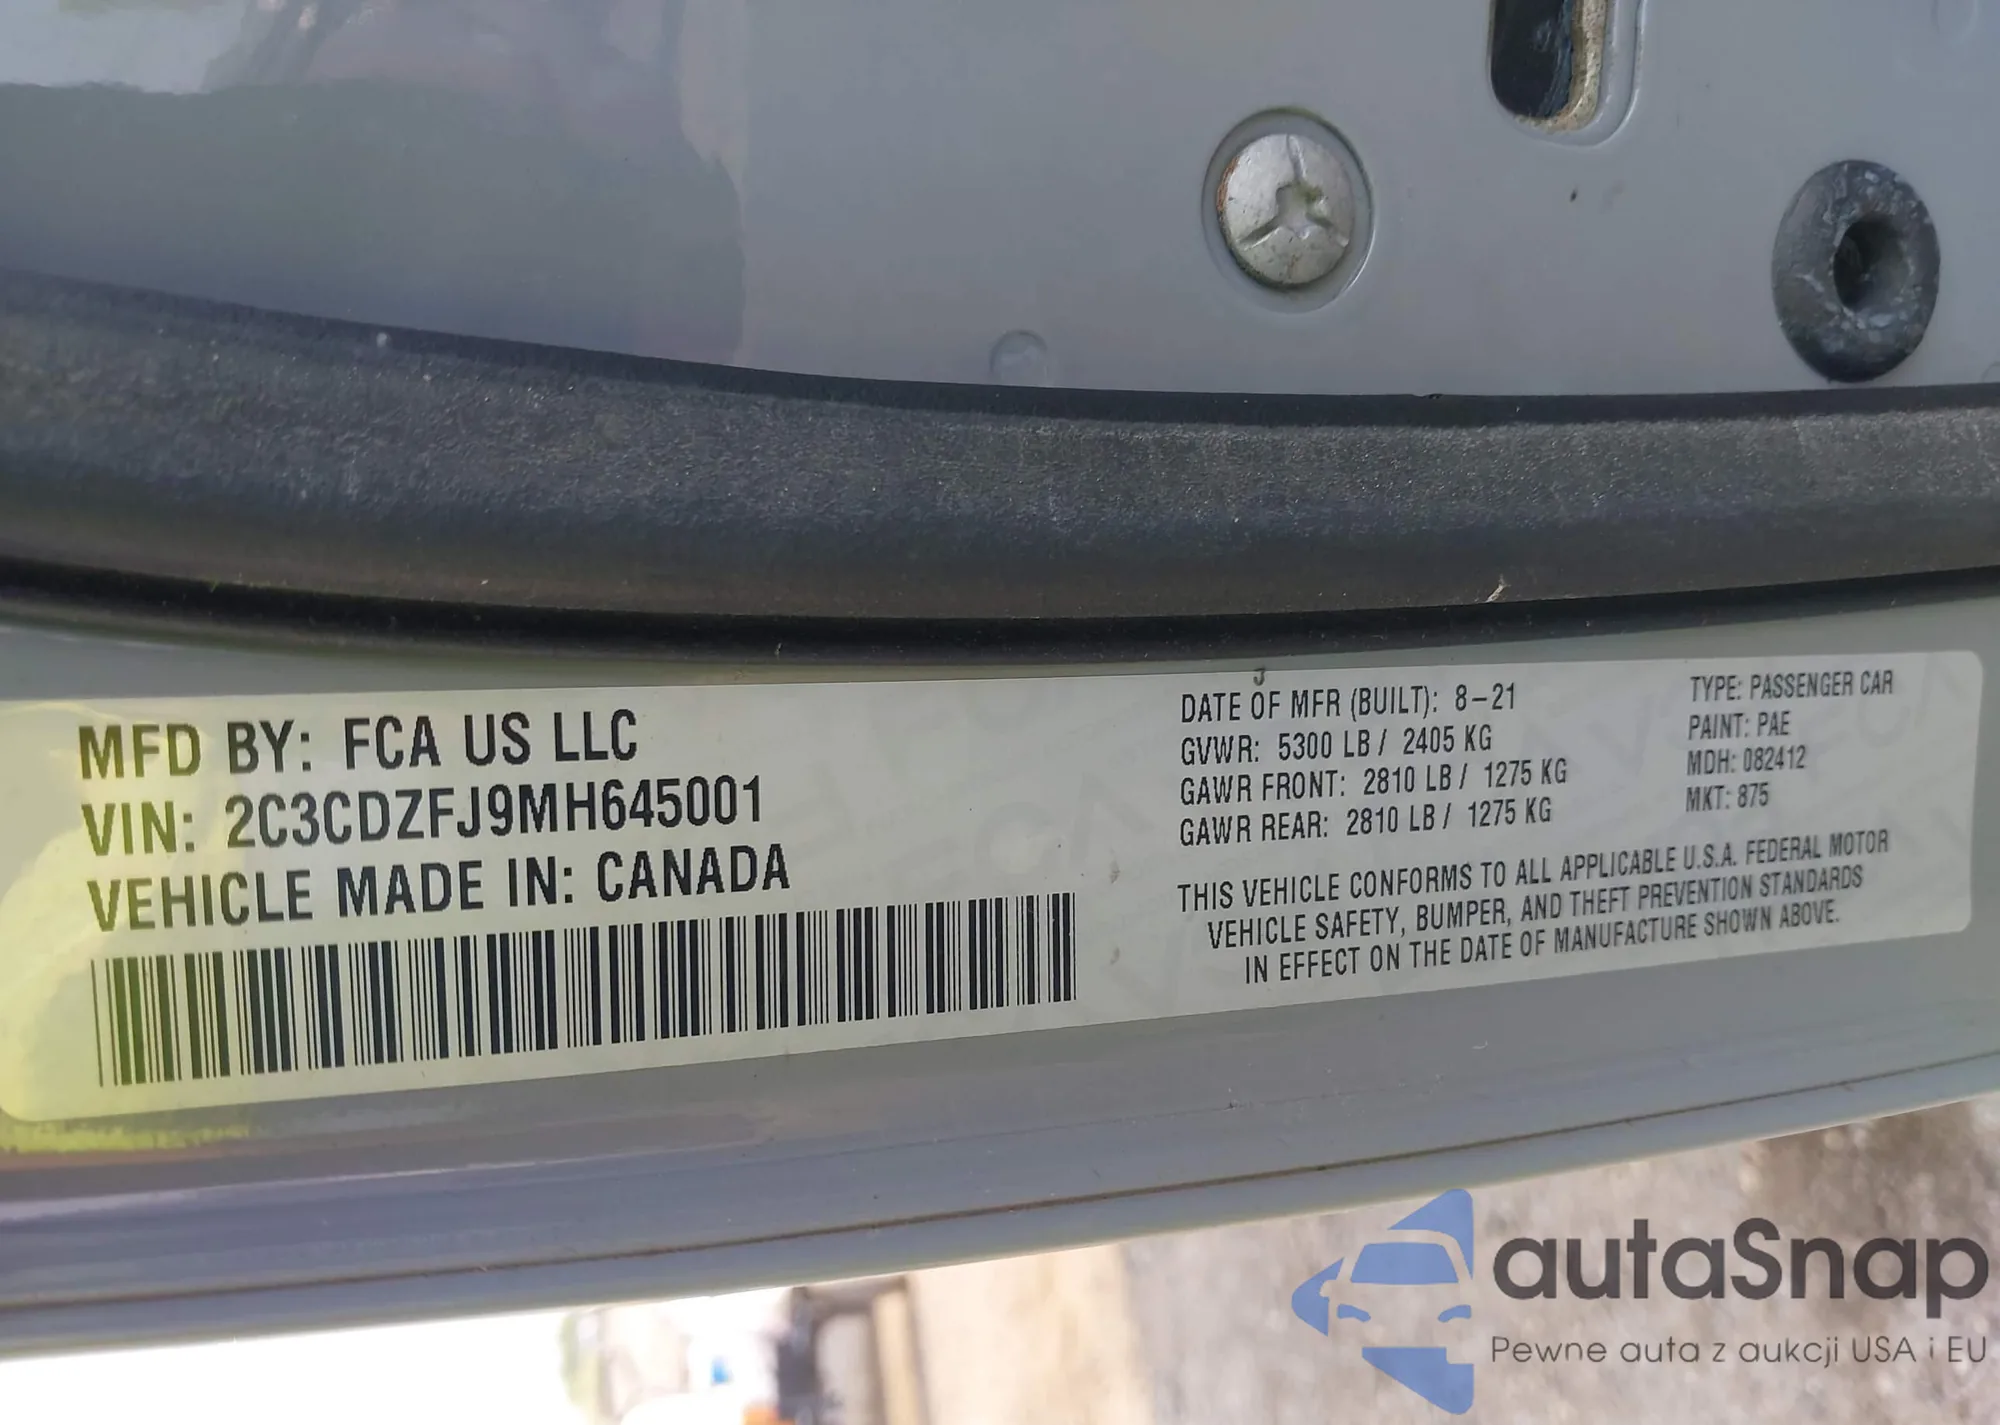 MFD BY: FCA US LLC
VIN: 2C3CDZFJ9MH645001
VEHICLE MADE IN: CANADA
DATE OF MFR (BUILT): 8-21
GVWR: 5300 LB / 2405 KG
GAWR FRONT: 2810 LB / 1275 KG
GAWR REAR: 2810 LB / 1275 KG
TYPE: PASSENGER CAR
PAINT: PAE
MDH: 082412
MKT: 875
THIS VEHICLE CONFORMS TO ALL APPLICABLE U.S.A. FEDERAL MOTOR
VEHICLE SAFETY, BUMPER, AND THEFT PREVENTION STANDARDS
IN EFFECT ON THE DATE OF MANUFACTURE SHOWN ABOVE.
autaSnap
Pewne auta z aukcji USA i EU